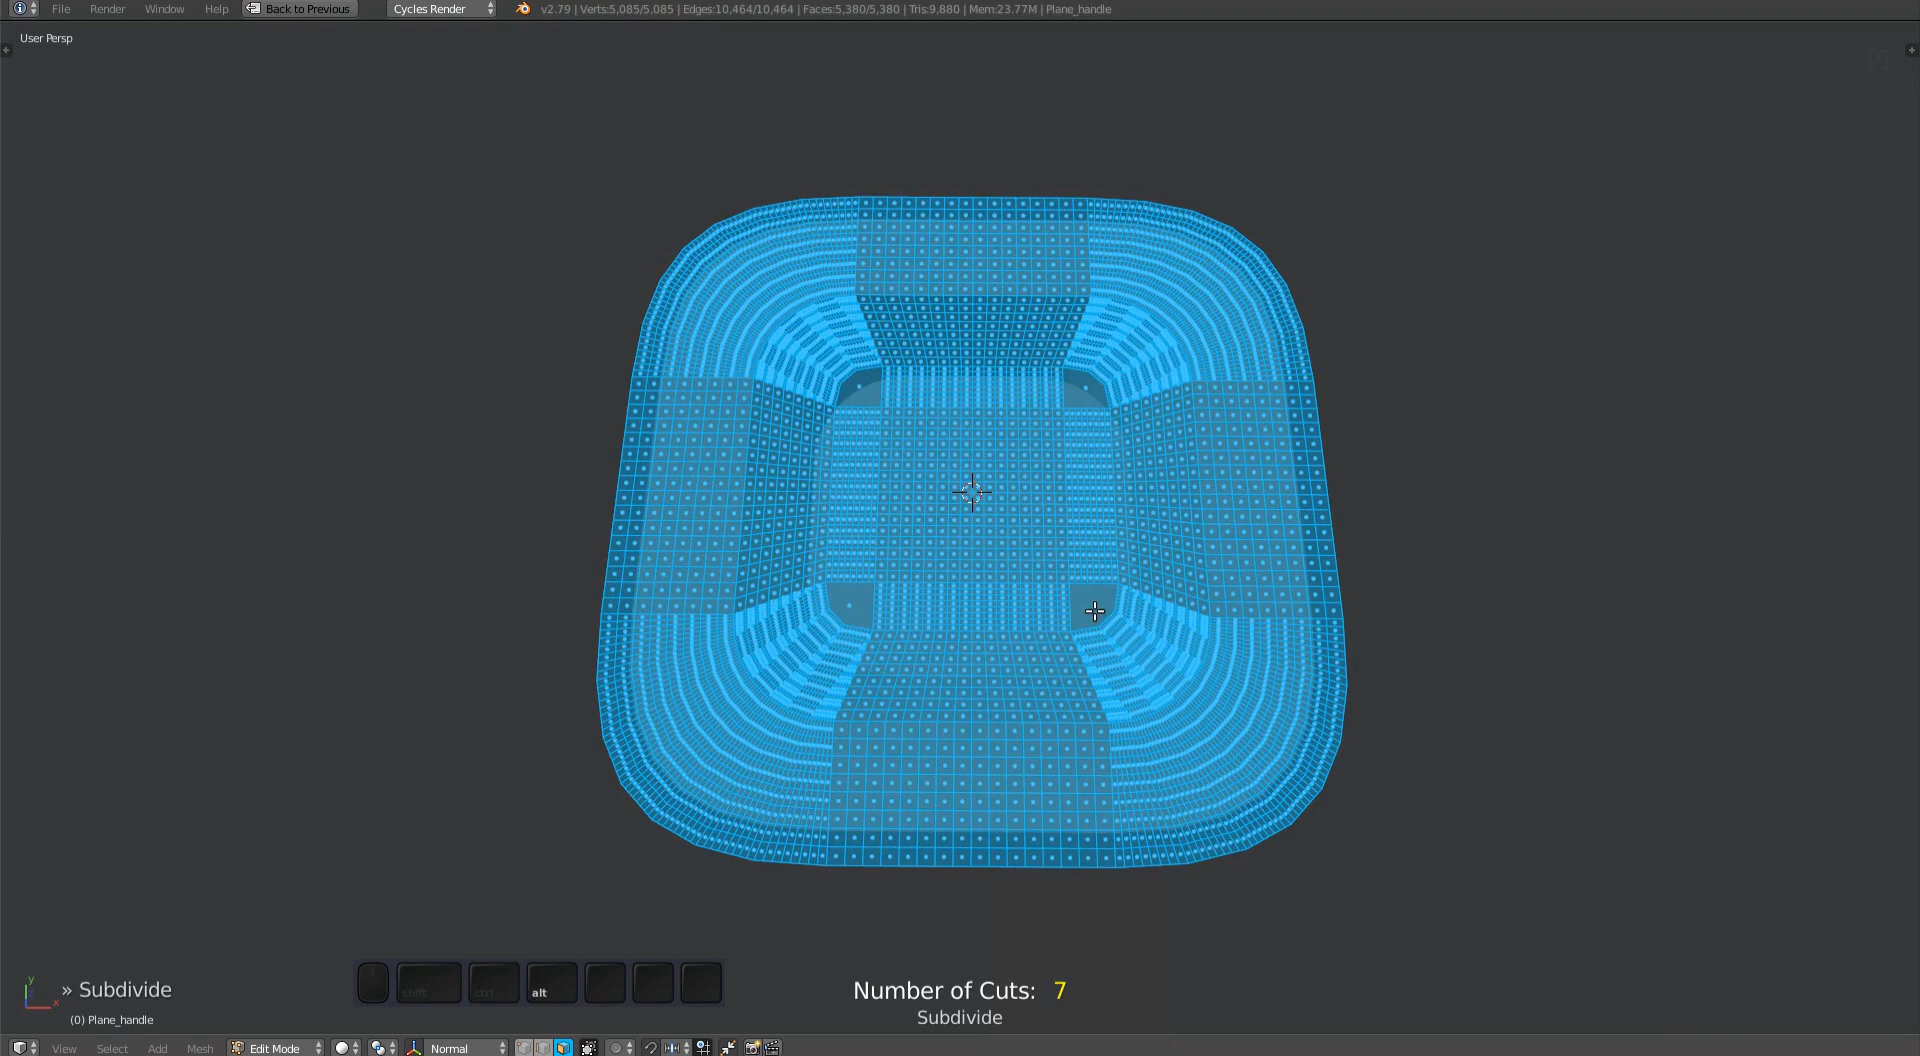 File Render Window Help Back to Previous Cycles Render v2.79 | Verts:5,085/5,085 | Edges:10,464/10,464 | Faces:5,380/5,380 | Tris:9,880 | Mem:23.77M | Plane_handle
User Persp
y
x
» Subdivide
(0) Plane_handle
shift ctrl alt
Number of Cuts: 7
Subdivide
View Select Add Mesh Edit Mode Normal